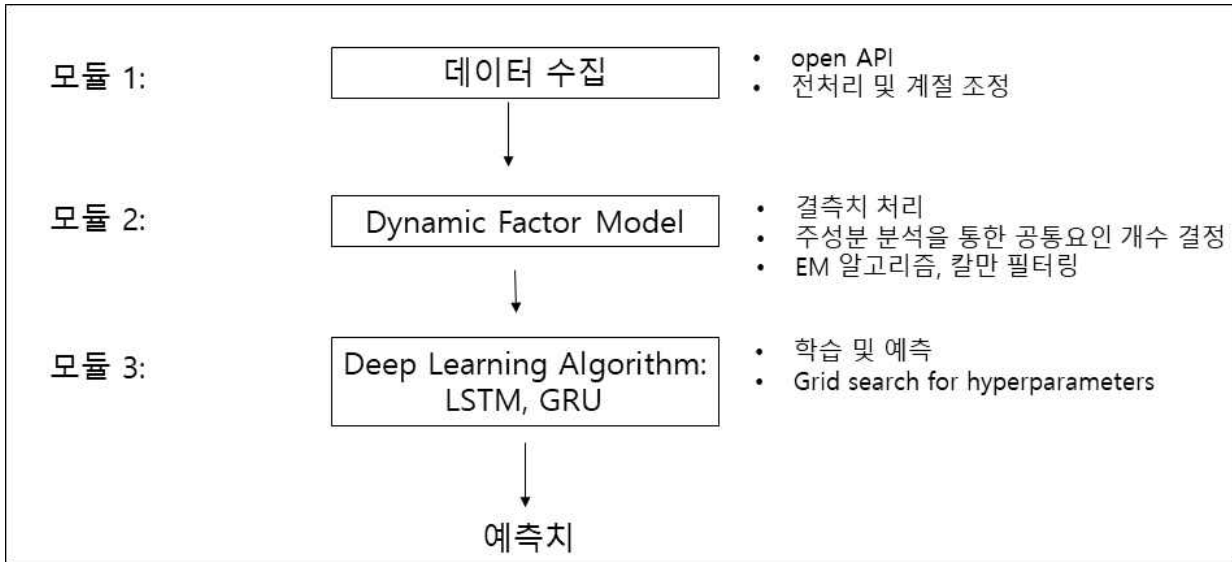 모듈 1:
데이터 수집
• open API
• 전처리 및 계절 조정
모듈 2:
Dynamic Factor Model
• 결측치 처리
• 주성분 분석을 통한 공통요인 개수 결정
• EM 알고리즘, 칼만 필터링
모듈 3:
Deep Learning Algorithm:
LSTM, GRU
• 학습 및 예측
• Grid search for hyperparameters
예측치